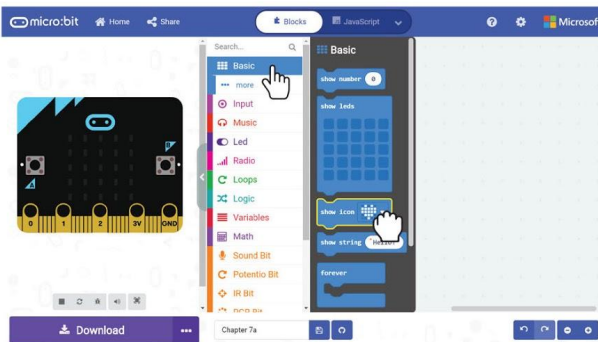 micro:bit Home Share Blocks JavaScript Microsoft
Search...
Basic
more
Input
Music
Led
Radio
Loops
Logic
Variables
Math
Sound Bit
Potentio Bit
IR Bit
Basic
show number 0
show leds
show icon
show string "Hello!"
forever
A
B
0 1 2 3V GND
Download
Chapter 7a